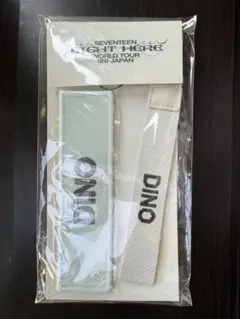 SEVENTEEN
RIGHT HERE
WORLD TOUR
IN JAPAN
DINO
DINO